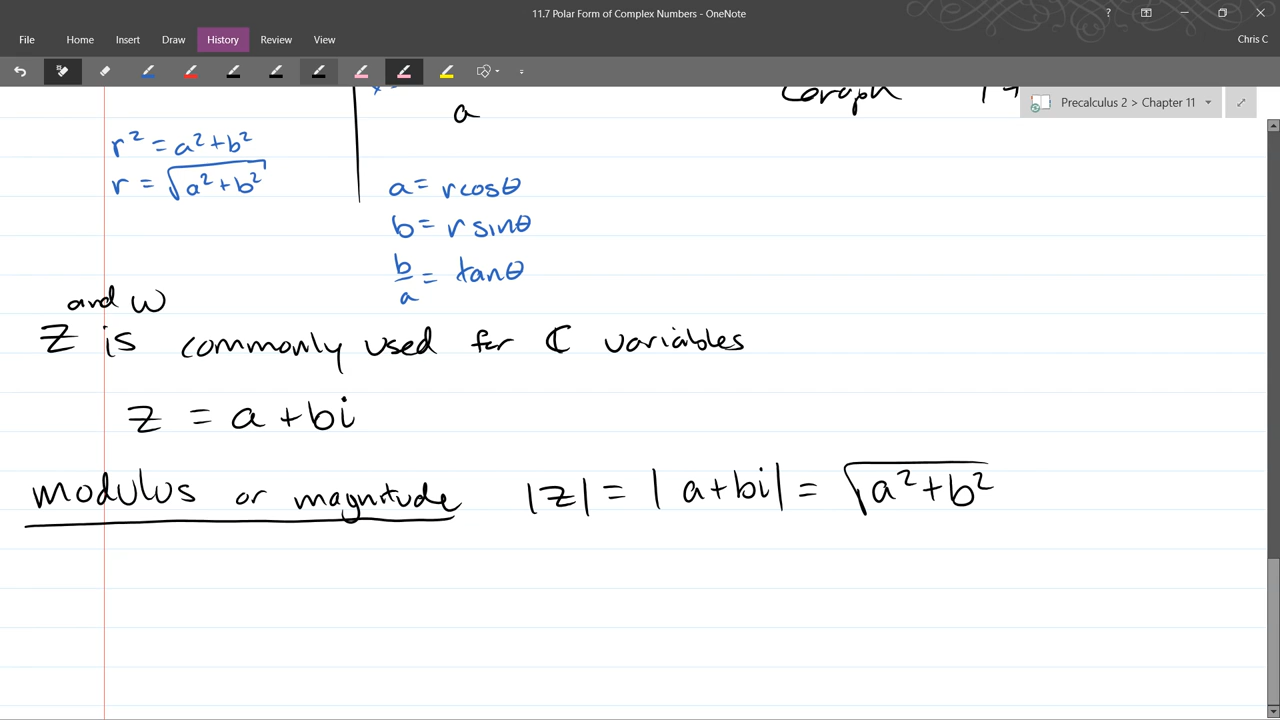 11.7 Polar Form of Complex Numbers - OneNote
?
File Home Insert Draw History Review View
Chris C
Precalculus 2 > Chapter 11
Graph
a
r² = a² + b²
r = √(a² + b²)
a = r cosθ
b = r sinθ
b/a = tanθ
and w
Z is commonly used for ℂ variables
z = a + bi
modulus or magnitude |z| = |a+bi| = √(a² + b²)